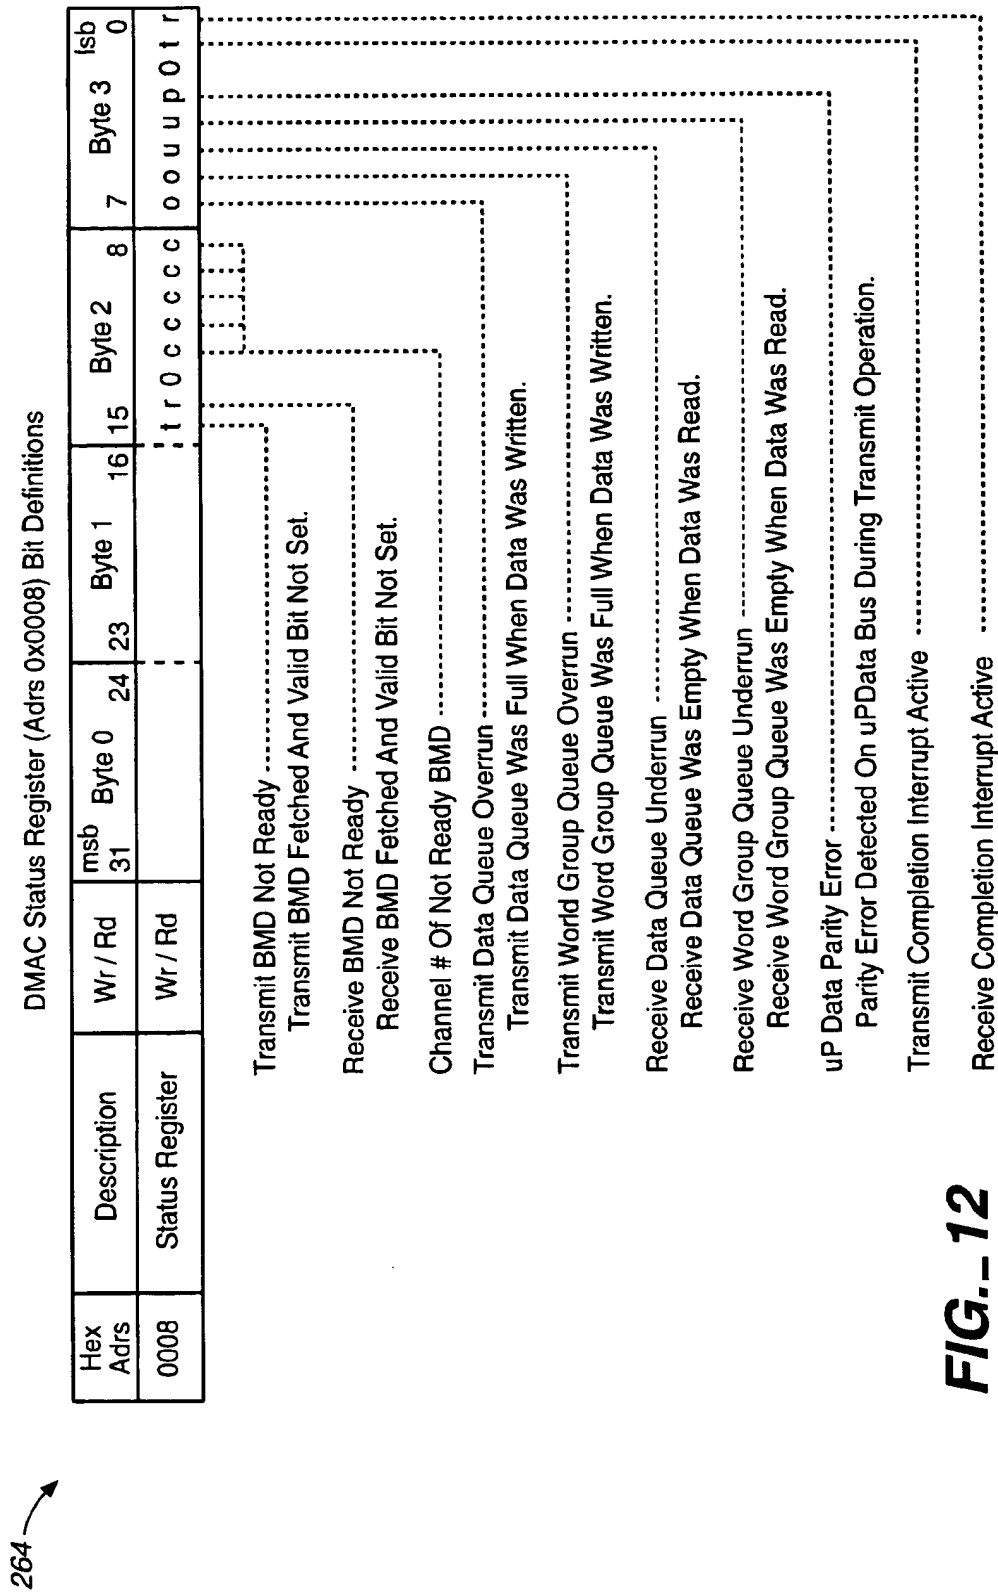 264
DMAC Status Register (Adrs 0x0008) Bit Definitions
Hex Adrs Description Wr / Rd msb 31 Byte 0 24 23 Byte 1 16 15 Byte 2 8 7 Byte 3 lsb 0
0008 Status Register Wr / Rd t r 0 c c c c c o o u u p 0 t r
Transmit BMD Not Ready
Transmit BMD Fetched And Valid Bit Not Set.
Receive BMD Not Ready
Receive BMD Fetched And Valid Bit Not Set.
Channel # Of Not Ready BMD
Transmit Data Queue Overrun
Transmit Data Queue Was Full When Data Was Written.
Transmit World Group Queue Overrun
Transmit Word Group Queue Was Full When Data Was Written.
Receive Data Queue Underrun
Receive Data Queue Was Empty When Data Was Read.
Receive Word Group Queue Underrun
Receive Word Group Queue Was Empty When Data Was Read.
uP Data Parity Error
Parity Error Detected On uPData Bus During Transmit Operation.
Transmit Completion Interrupt Active
Receive Completion Interrupt Active
FIG._12